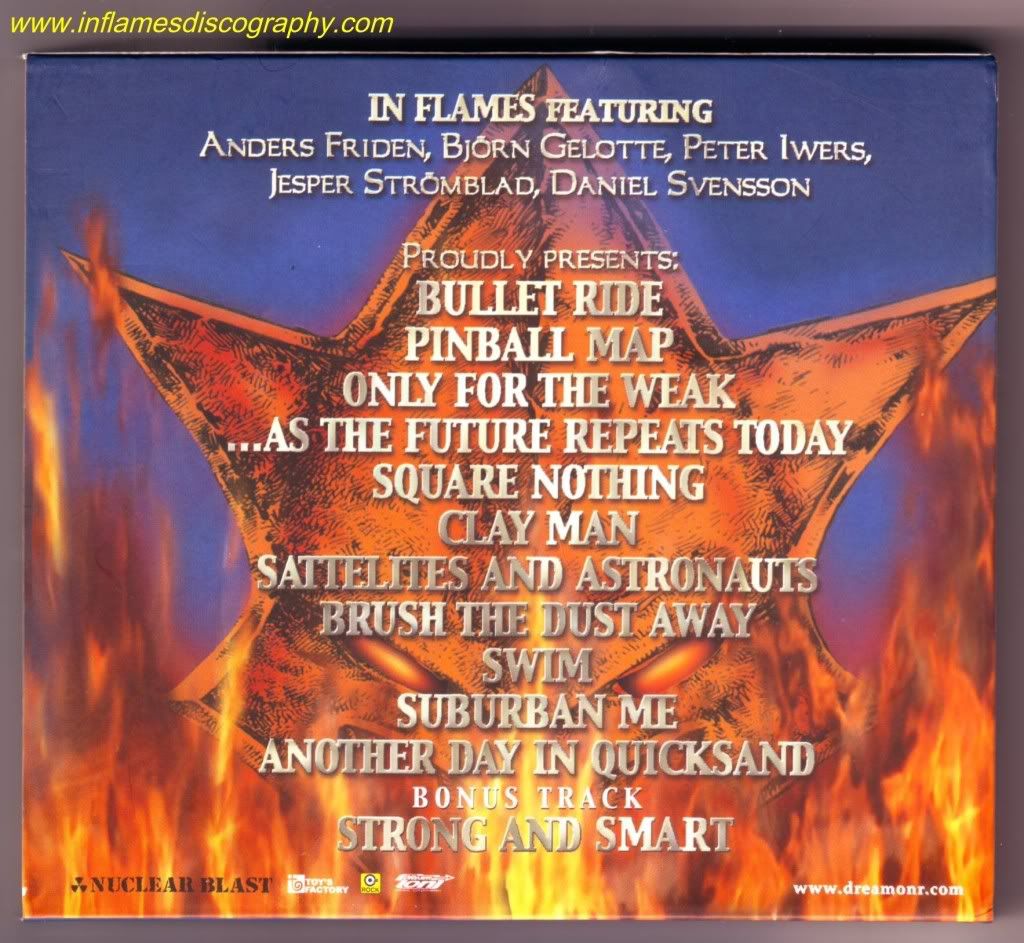 www.inflamesdiscography.com
IN FLAMES FEATURING
ANDERS FRIDEN, BJÖRN GELOTTE, PETER IWERS,
JESPER STRÖMBLAD, DANIEL SVENSSON
PROUDLY PRESENTS:
BULLET RIDE
PINBALL MAP
ONLY FOR THE WEAK
...AS THE FUTURE REPEATS TODAY
SQUARE NOTHING
CLAY MAN
SATTELITES AND ASTRONAUTS
BRUSH THE DUST AWAY
SWIM
SUBURBAN ME
ANOTHER DAY IN QUICKSAND
BONUS TRACK
STRONG AND SMART
NUCLEAR BLAST
TOY'S FACTORY
ROCK
www.dreamonr.com